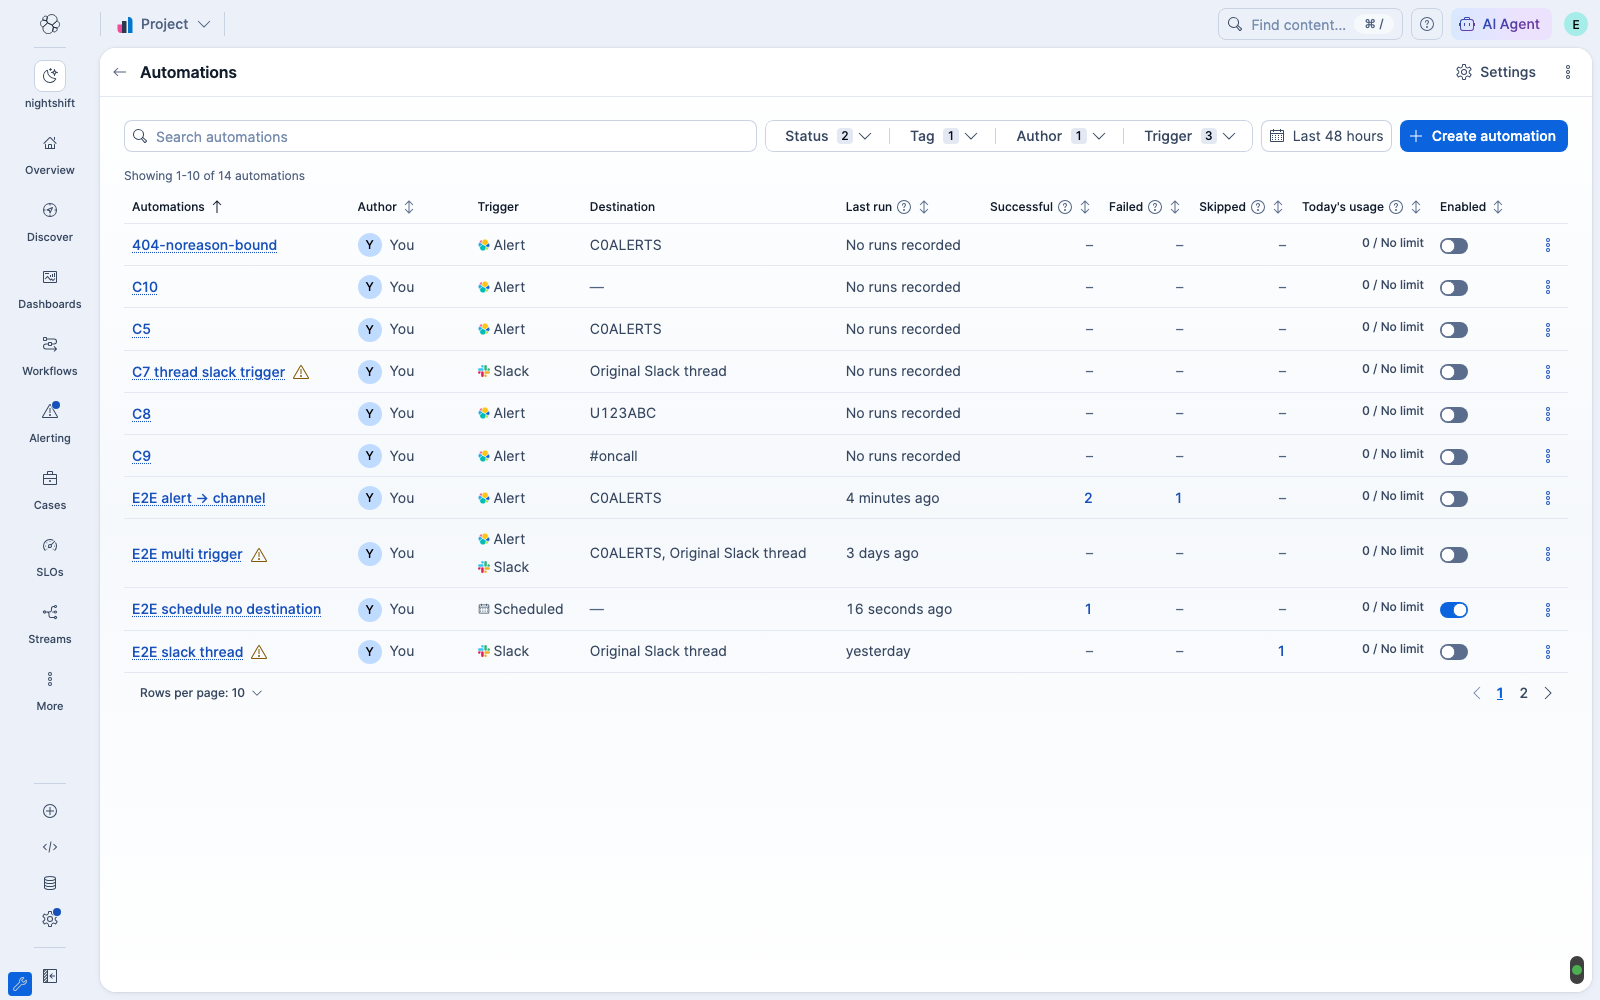 Project
Find content... ⌘ /
AI Agent
E
nightshift
Overview
Discover
Dashboards
Workflows
Alerting
Cases
SLOs
Streams
More
Automations
Settings
Search automations
Status 2
Tag 1
Author 1
Trigger 3
Last 48 hours
Create automation
Showing 1-10 of 14 automations
Automations Author Trigger Destination Last run Successful Failed Skipped Today's usage Enabled
404-noreason-bound Y You Alert C0ALERTS No runs recorded – – – 0 / No limit
C10 Y You Alert — No runs recorded – – – 0 / No limit
C5 Y You Alert C0ALERTS No runs recorded – – – 0 / No limit
C7 thread slack trigger Y You Slack Original Slack thread No runs recorded – – – 0 / No limit
C8 Y You Alert U123ABC No runs recorded – – – 0 / No limit
C9 Y You Alert #oncall No runs recorded – – – 0 / No limit
E2E alert → channel Y You Alert C0ALERTS 4 minutes ago 2 1 – 0 / No limit
E2E multi trigger Y You Alert Slack C0ALERTS, Original Slack thread 3 days ago – – – 0 / No limit
E2E schedule no destination Y You Scheduled — 16 seconds ago 1 – – 0 / No limit
E2E slack thread Y You Slack Original Slack thread yesterday – – 1 0 / No limit
Rows per page: 10
1 2